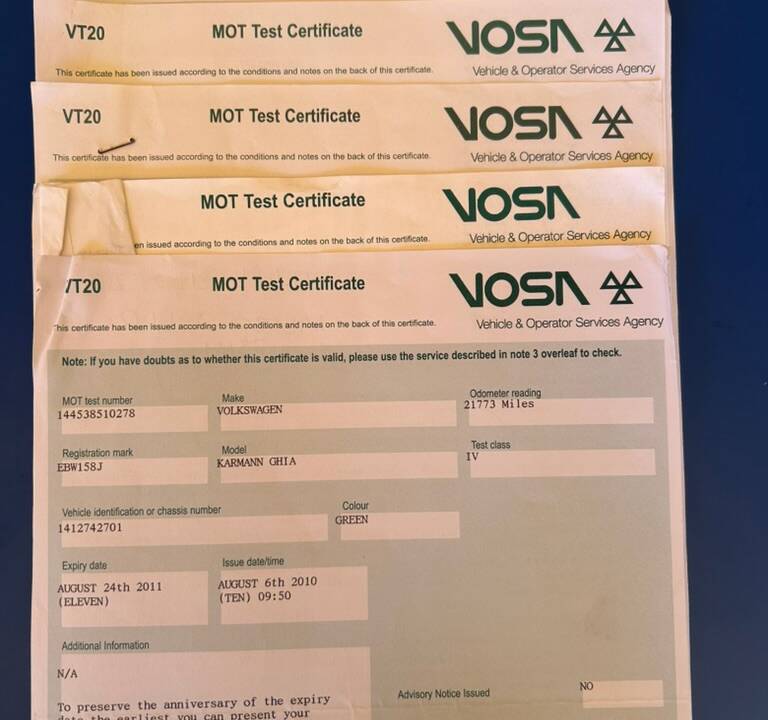 VT20 MOT Test Certificate VOSA
This certificate has been issued according to the conditions and notes on the back of this certificate. Vehicle & Operator Services Agency
VT20 MOT Test Certificate VOSA
This certificate has been issued according to the conditions and notes on the back of this certificate. Vehicle & Operator Services Agency
MOT Test Certificate VOSA
en issued according to the conditions and notes on the back of this certificate. Vehicle & Operator Services Agency
VT20 MOT Test Certificate VOSA
This certificate has been issued according to the conditions and notes on the back of this certificate. Vehicle & Operator Services Agency
Note: If you have doubts as to whether this certificate is valid, please use the service described in note 3 overleaf to check.
MOT test number Make Odometer reading
144538510278 VOLKSWAGEN 21773 Miles
Registration mark Model Test class
EBW158J KARMANN GHIA IV
Vehicle identification or chassis number Colour
1412742701 GREEN
Expiry date Issue date/time
AUGUST 24th 2011 AUGUST 6th 2010
(ELEVEN) (TEN) 09:50
Additional Information
N/A
Advisory Notice Issued NO
To preserve the anniversary of the expiry
date the earliest you can present your